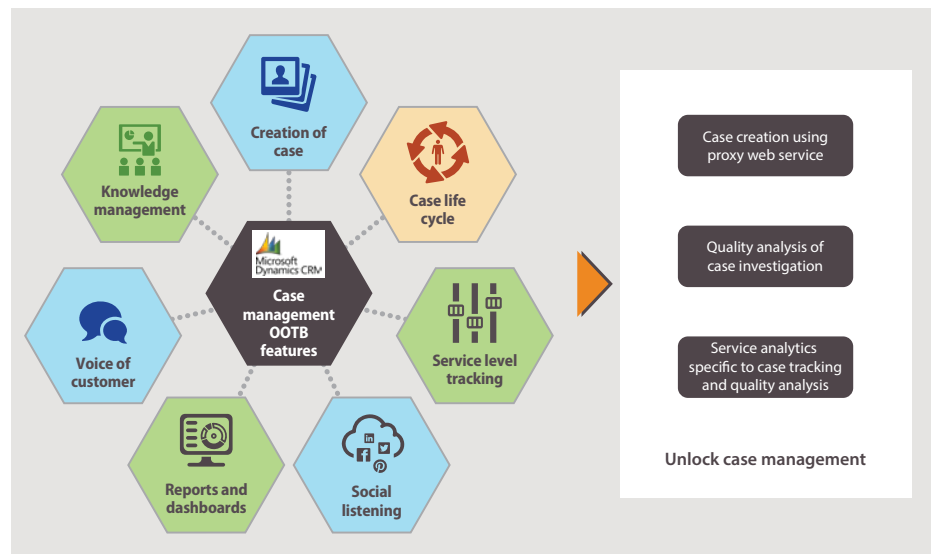 Creation of
case
Knowledge
management
Case life
cycle
Microsoft
Dynamics CRM
Case
management
OOTB
features
Voice of
customer
Service level
tracking
Reports and
dashboards
in
f
Social
listening
Case creation using
proxy web service
Quality analysis of
case investigation
Service analytics
specific to case tracking
and quality analysis
Unlock case management